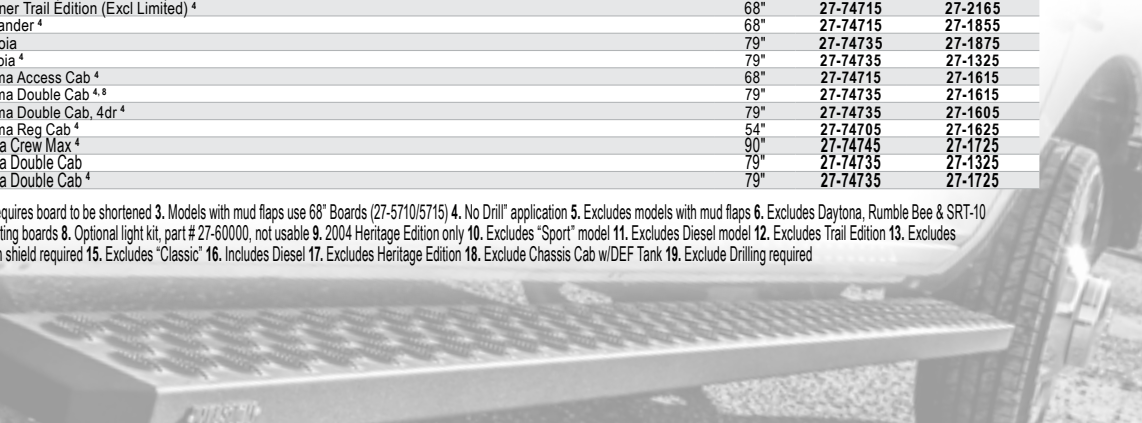 ner Trail Edition (Excl Limited) ⁴ 68" 27-74715 27-2165
ander ⁴ 68" 27-74715 27-1855
oia 79" 27-74735 27-1875
oia ⁴ 79" 27-74735 27-1325
ma Access Cab ⁴ 68" 27-74715 27-1615
ma Double Cab ⁴˒ ⁸ 79" 27-74735 27-1615
ma Double Cab, 4dr ⁴ 79" 27-74735 27-1605
ma Reg Cab ⁴ 54" 27-74705 27-1625
a Crew Max ⁴ 90" 27-74745 27-1725
a Double Cab 79" 27-74735 27-1325
a Double Cab ⁴ 79" 27-74735 27-1725
equires board to be shortened 3. Models with mud flaps use 68” Boards (27-5710/5715) 4. No Drill” application 5. Excludes models with mud flaps 6. Excludes Daytona, Rumble Bee & SRT-10
ting boards 8. Optional light kit, part # 27-60000, not usable 9. 2004 Heritage Edition only 10. Excludes “Sport” model 11. Excludes Diesel model 12. Excludes Trail Edition 13. Excludes
n shield required 15. Excludes “Classic” 16. Includes Diesel 17. Excludes Heritage Edition 18. Exclude Chassis Cab w/DEF Tank 19. Exclude Drilling required